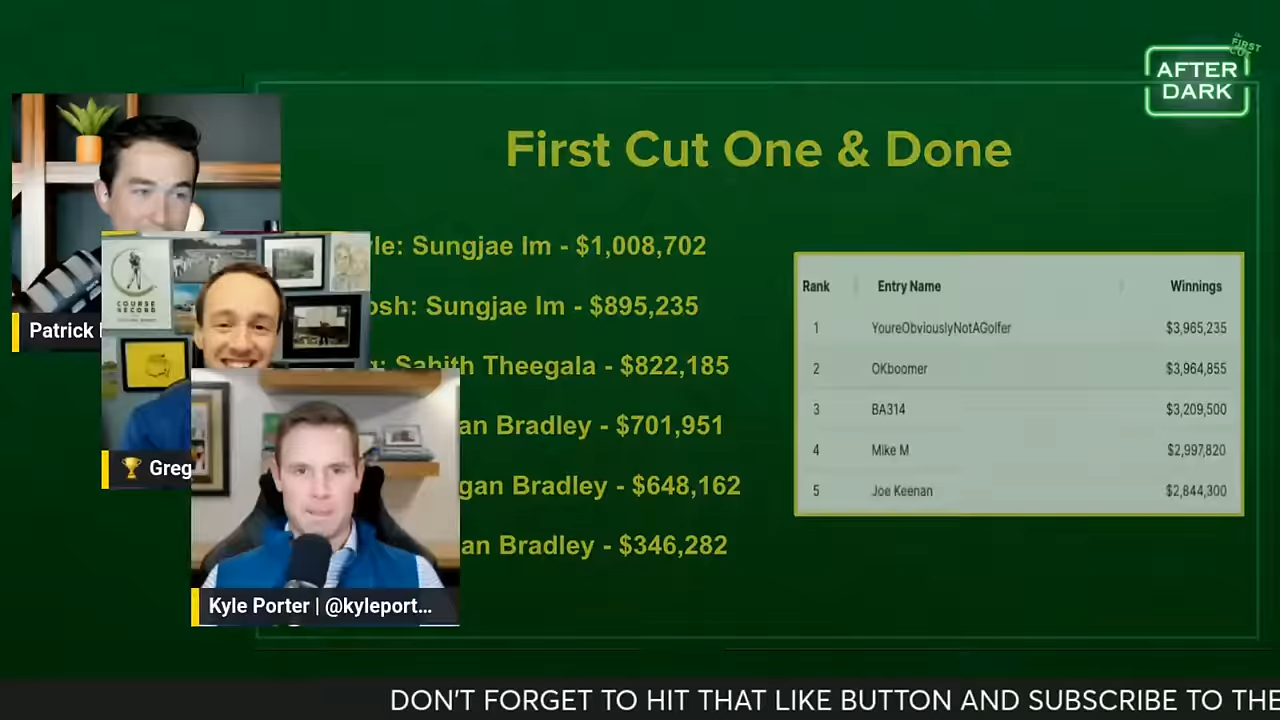 FIRST
CUT
AFTER
DARK
First Cut One & Done
yle: Sungjae Im - $1,008,702
osh: Sungjae Im - $895,235
g: Sahith Theegala - $822,185
an Bradley - $701,951
gan Bradley - $648,162
an Bradley - $346,282
Rank Entry Name Winnings
1 YoureObviouslyNotAGolfer $3,965,235
2 OKboomer $3,964,855
3 BA314 $3,209,500
4 Mike M $2,997,820
5 Joe Keenan $2,844,300
Patrick
COURSE
RECORD
Greg
Kyle Porter | @kyleport...
DON'T FORGET TO HIT THAT LIKE BUTTON AND SUBSCRIBE TO THE